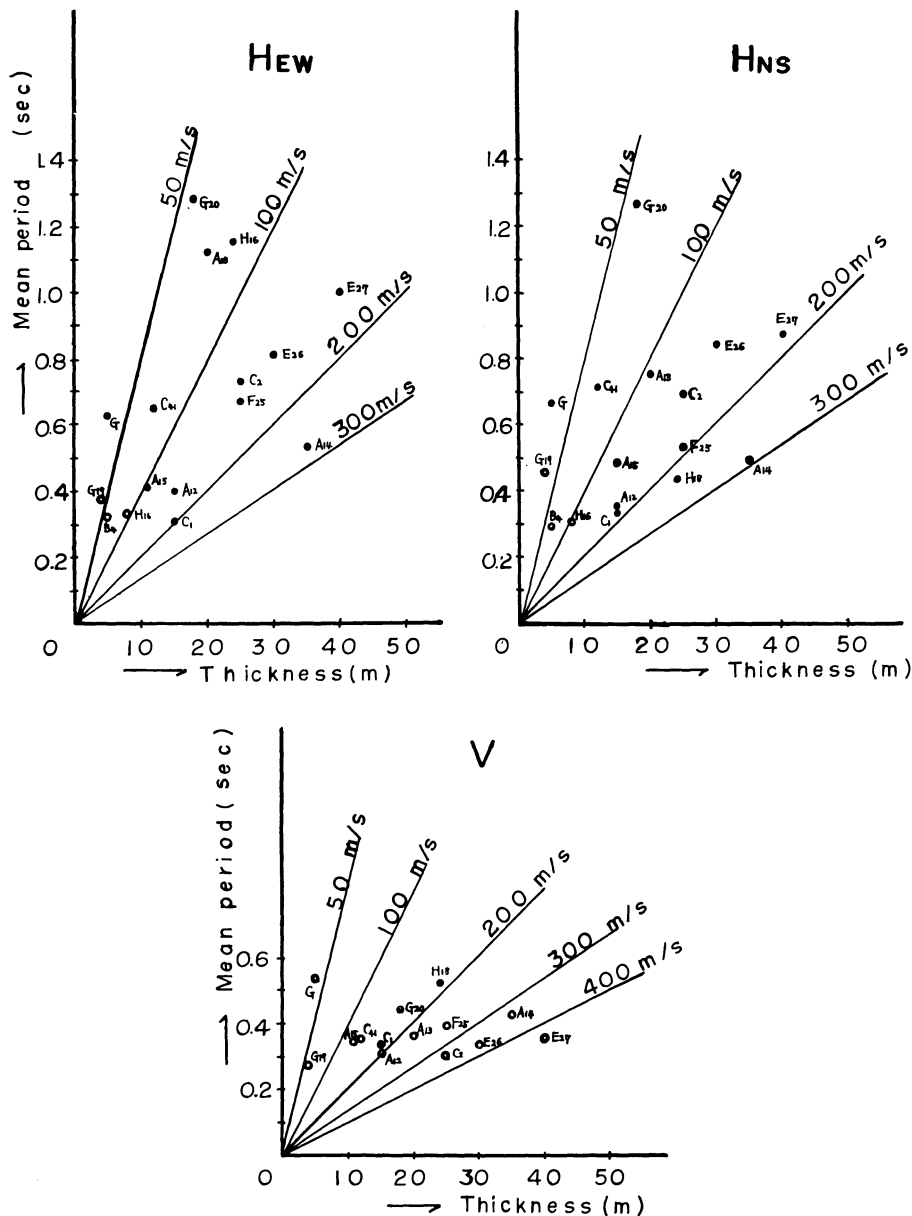 HEW
Mean period (sec)
1.4
1.2
1.0
0.8
0.6
0.4
0.2
0
10
20
30
40
50
Thickness (m)
50 m/s
100 m/s
200 m/s
300 m/s
G20
H16
A18
E27
E26
C2
F25
G
C41
A14
A15
A12
G19
B4
H16
C1
HNS
1.4
1.2
1.0
0.8
0.6
0.4
0.2
0
10
20
30
40
50
Thickness (m)
50 m/s
100 m/s
200 m/s
300 m/s
G20
E27
E26
A13
C41
C2
G
F25
A15
G19
H18
A14
A12
C1
B4
H16
V
Mean period (sec)
0.6
0.4
0.2
0
10
20
30
40
50
Thickness (m)
50 m/s
100 m/s
200 m/s
300 m/s
400 m/s
G
H18
G20
A14
F25
A13
A15
C41
C1
A12
E26
E27
C2
G19